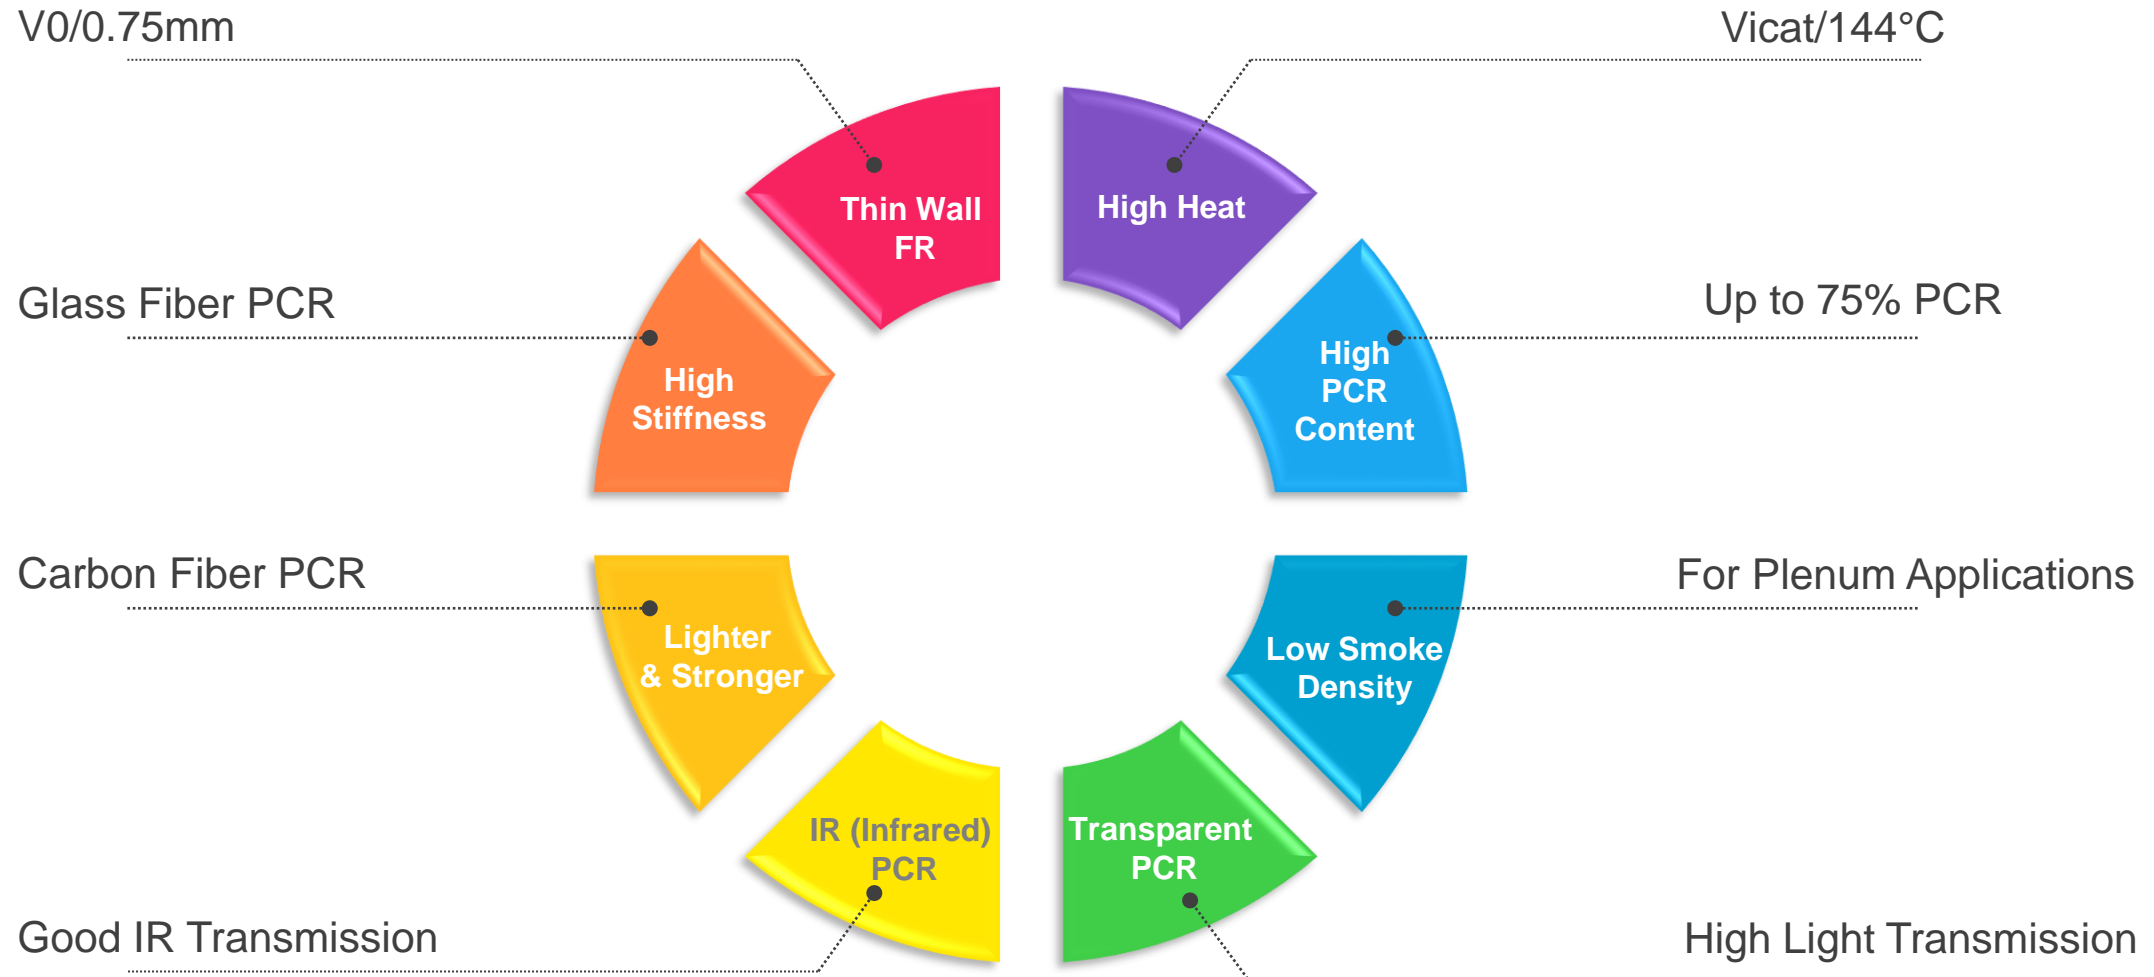 V0/0.75mm
Vicat/144°C
Thin Wall
FR
High Heat
Glass Fiber PCR
Up to 75% PCR
High
Stiffness
High
PCR
Content
Carbon Fiber PCR
For Plenum Applications
Lighter
& Stronger
Low Smoke
Density
IR (Infrared)
PCR
Transparent
PCR
Good IR Transmission
High Light Transmission